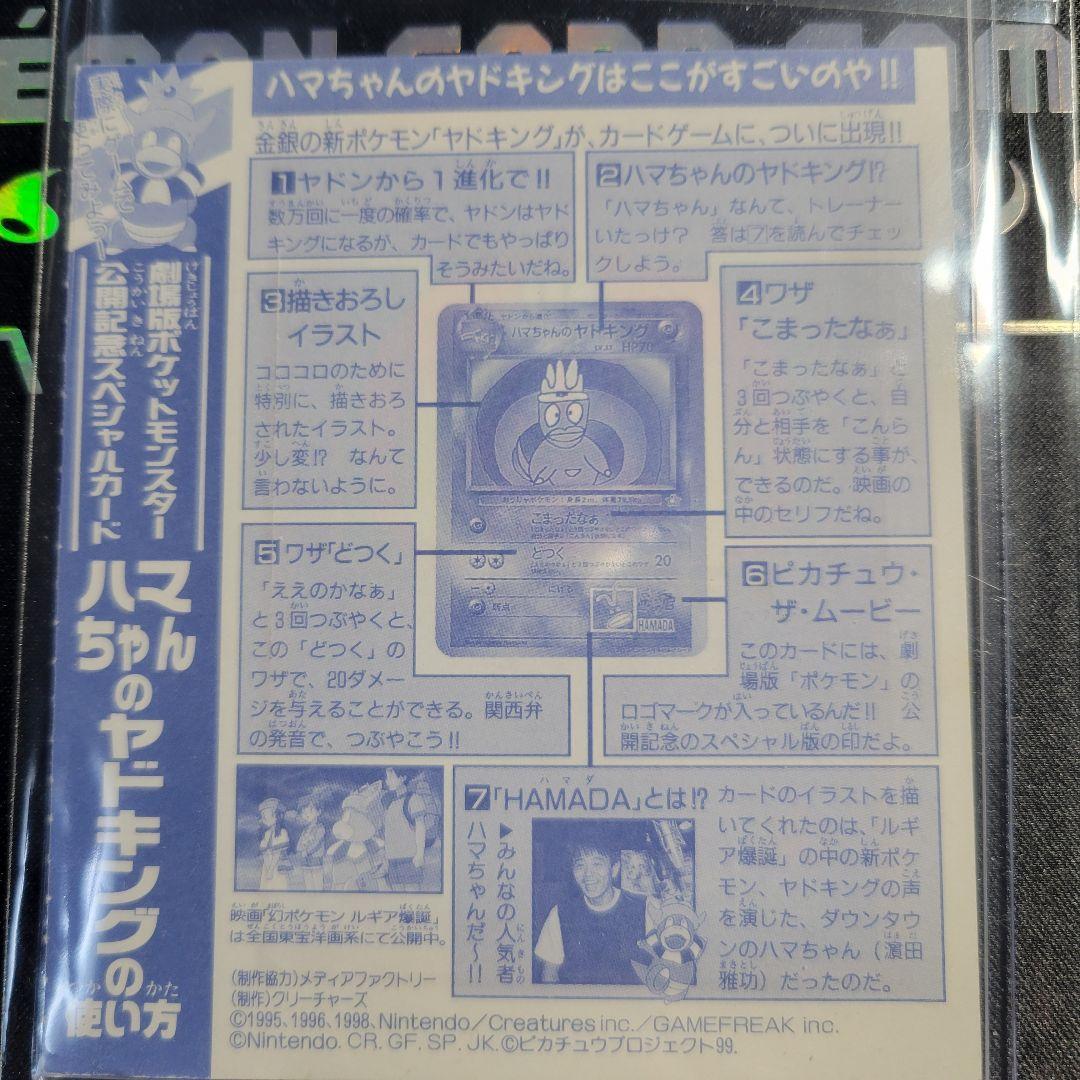 ハマちゃんのヤドキングはここがすごいのや!!
金銀の新ポケモン「ヤドキング」が、カードゲームに、ついに出現!!
1ヤドンから1進化で!!
数万回に一度の確率で、ヤドンはヤド
キングになるが、カードでもやっぱり
そうみたいだね。
2ハマちゃんのヤドキング!?
「ハマちゃん」なんて、トレーナー
いたっけ? 答は7を読んでチェッ
クしよう。
3描きおろし
イラスト
コココロのために
特別に、描きおろ
されたイラスト。
少し変!? なんて
言わないように。
4ワザ
「こまったなぁ」
「こまったなぁ」と
3回つぶやくと、自
分と相手を「こんら
ん」状態にする事が、
できるのだ。映画の
中のセリフだね。
ハマちゃんのヤドキング
HP70
こまったなぁ
どつく
20
にげる
弱点
HAMADA
5ワザ「どつく」
「ええのかなぁ」
と3回つぶやくと、
この「どつく」の
ワザで、20ダメー
ジを与えることができる。関西弁
の発音で、つぶやこう!!
6ピカチュウ・
ザ・ムービー
このカードには、劇
場版「ポケモン」の
ロゴマークが入っているんだ!! 公
開記念のスペシャル版の印だよ。
7「HAMADA」とは!?
ハマダ
▶みんなの人気者
ハマちゃんだ〜!!
カードのイラストを描
いてくれたのは、「ルギ
ア爆誕」の中の新ポケ
モン、ヤドキングの声
を演じた、ダウンタウ
ンのハマちゃん(濱田
雅功)だったのだ。
映画「幻ポケモン ルギア爆誕」
は全国東宝洋画系にて公開中。
(制作協力)メディアファクトリー
(制作)クリーチャーズ
©1995、1996、1998、Nintendo/Creatures inc./GAMEFREAK inc.
©Nintendo. CR. GF. SP. JK.©ピカチュウプロジェクト99.
劇場版ポケットモンスター
公開記念スペシャルカード
ハマ
ちゃん
のヤドキングの
使い方